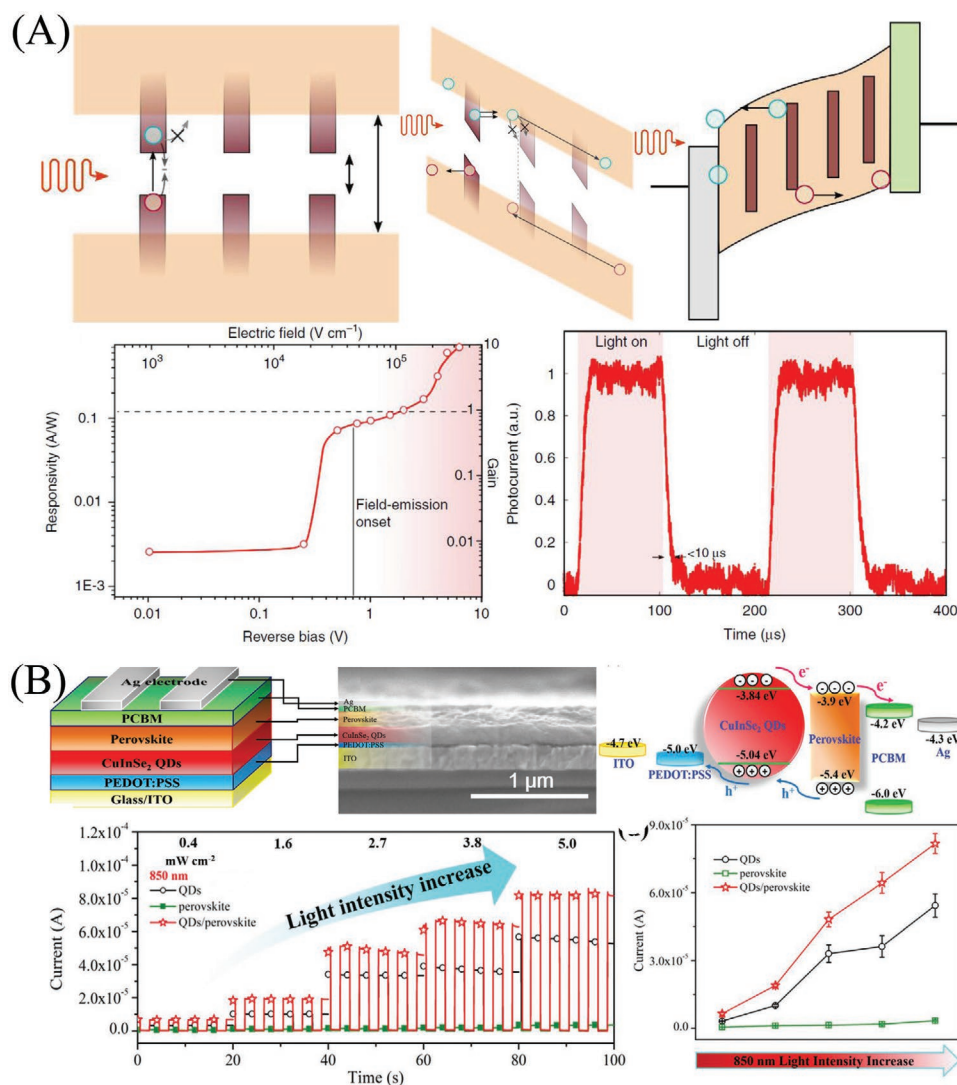 (A)
Electric field (V cm⁻¹)
10³ 10⁴ 10⁵
10
1
0.1
0.01
Gain
0.1
0.01
1E-3
Responsivity (A/W)
Field-emission
onset
0.01 0.1 1 10
Reverse bias (V)
Light on Light off
1
0.8
0.6
0.4
0.2
0
Photocurrent (a.u.)
<10 µs
0 100 200 300 400
Time (µs)
(B)
Ag electrode
PCBM
Perovskite
CuInSe₂ QDs
PEDOT:PSS
Glass/ITO
Ag
PCBM
Perovskite
CuInSe₂ QDs
PEDOT:PSS
ITO
1 µm
-4.7 eV
ITO
-5.0 eV
PEDOT:PSS
-3.84 eV
CuInSe₂ QDs
-5.04 eV
h⁺
e⁻
-3.9 eV
Perovskite
-5.4 eV
h⁺
e⁻
-4.2 eV
PCBM
-6.0 eV
-4.3 eV
Ag
1.2x10⁻⁴
1.0x10⁻⁴
8.0x10⁻⁵
6.0x10⁻⁵
4.0x10⁻⁵
2.0x10⁻⁵
0.0
Current (A)
0.4 1.6 2.7 3.8 5.0
mW cm⁻²
850 nm
QDs
perovskite
QDs/perovskite
Light intensity increase
0 20 40 60 80 100
Time (s)
9.0x10⁻⁵
6.0x10⁻⁵
3.0x10⁻⁵
0.0
Current (A)
QDs
perovskite
QDs/perovskite
850 nm Light Intensity Increase